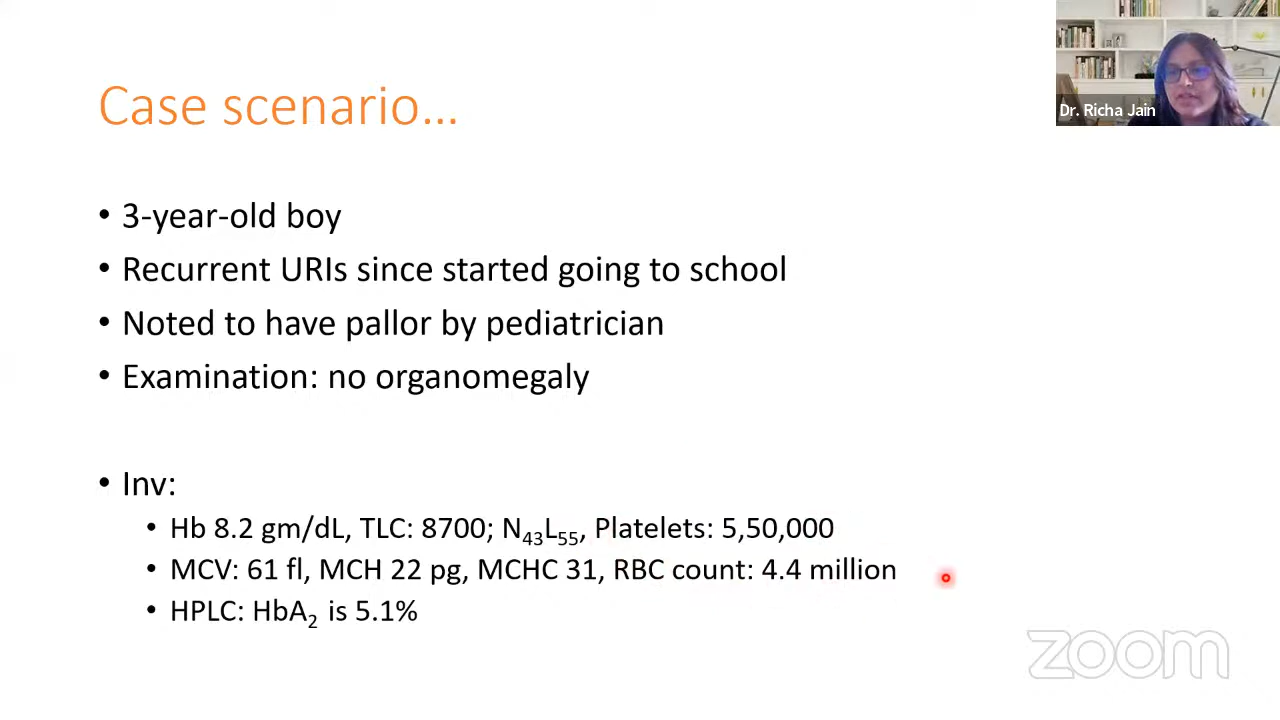 Case scenario…
Dr. Richa Jain
• 3-year-old boy
• Recurrent URIs since started going to school
• Noted to have pallor by pediatrician
• Examination: no organomegaly
• Inv:
• Hb 8.2 gm/dL, TLC: 8700; N₄₃L₅₅, Platelets: 5,50,000
• MCV: 61 fl, MCH 22 pg, MCHC 31, RBC count: 4.4 million
• HPLC: HbA₂ is 5.1%
zoom